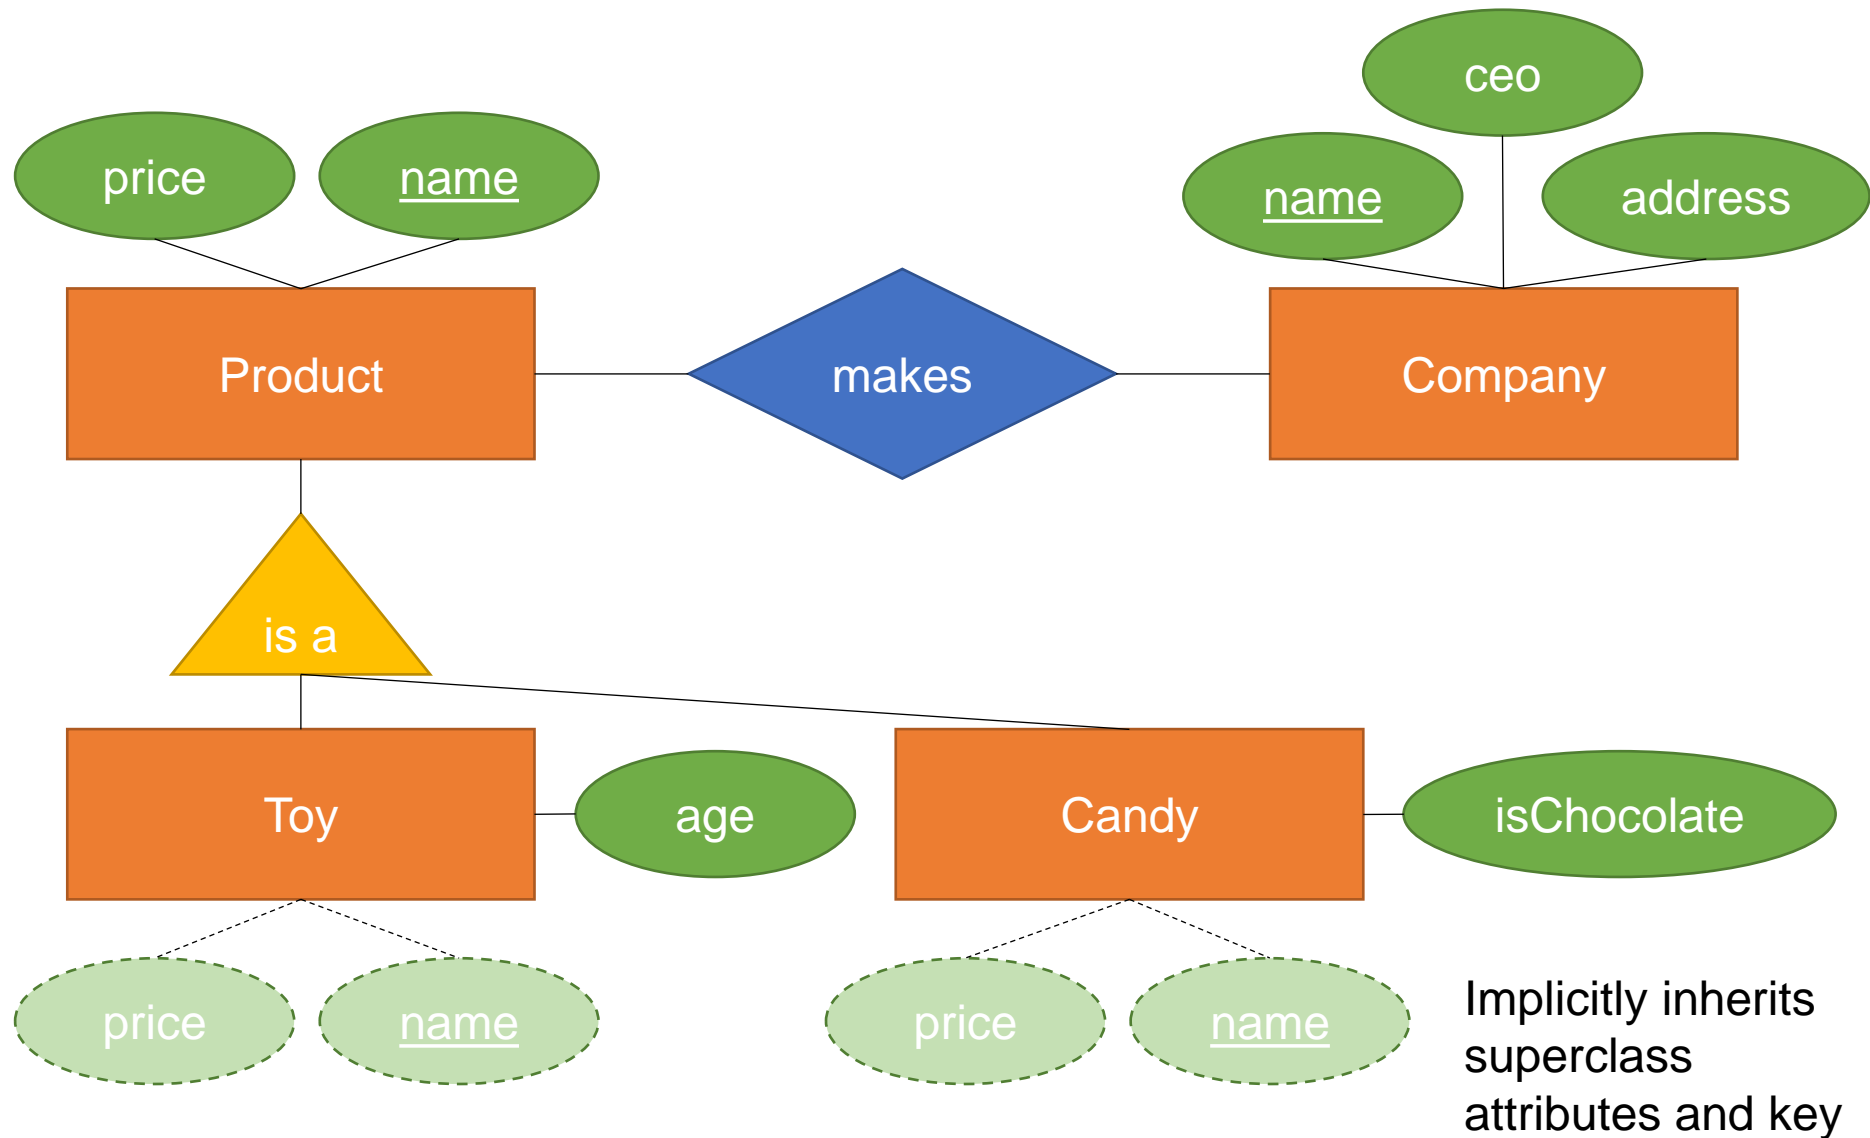 ceo
price
name
name
address
Product
makes
Company
is a
Toy
age
Candy
isChocolate
price
name
price
name
Implicitly inherits
superclass
attributes and key